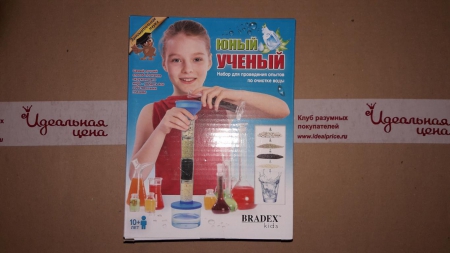 ЮНЫЙ
УЧЕНЫЙ
Набор для проведения опытов
по очистке воды
Идеальная
цена
Клуб разумных
покупателей
www.idealprice.ru
Идеальная
цена
10+
ЛЕТ
BRADEX
kids